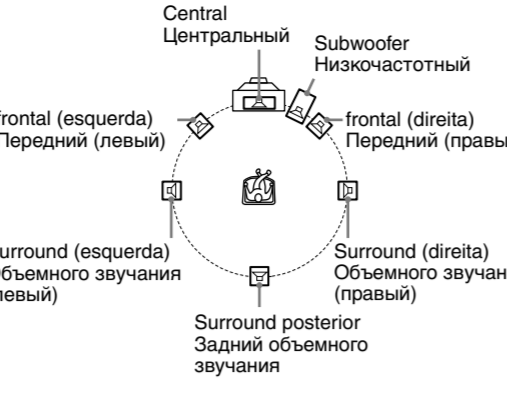 Central
Центральный
Subwoofer
Низкочастотный
frontal (esquerda)
Передний (левый)
frontal (direita)
Передний (правы
urround (esquerda)
бъемного звучания
левый)
Surround (direita)
Объемного звучан
(правый)
Surround posterior
Задний объемного
звучания